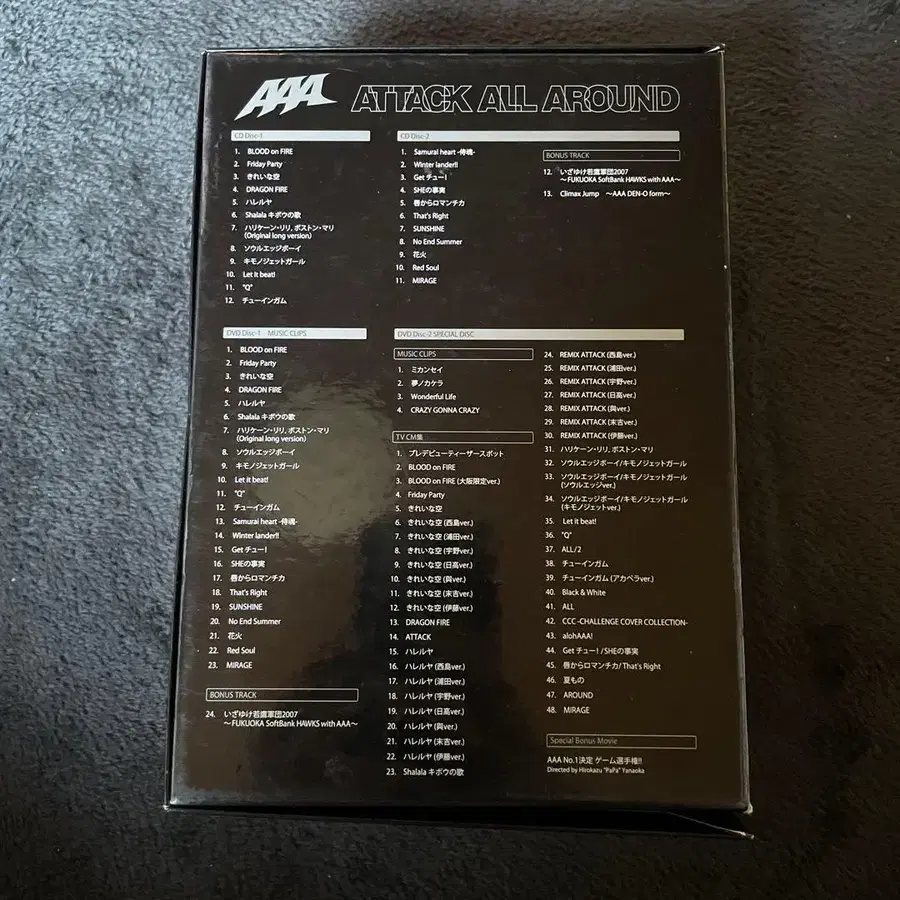 AAA ATTACK ALL AROUND
CD Disc-1
1. BLOOD on FIRE
2. Friday Party
3. きれいな空
4. DRAGON FIRE
5. ハレルヤ
6. Shalala キボウの歌
7. ハリケーン・リリ, ボストン・マリ
(Original long version)
8. ソウルエッジボーイ
9. キモノジェットガール
10. Let it beat!
11. "Q"
12. チューインガム
CD Disc-2
1. Samurai heart -侍魂-
2. Winter lander!!
3. Get チュー!
4. SHEの事実
5. 唇からロマンチカ
6. That's Right
7. SUNSHINE
8. No End Summer
9. 花火
10. Red Soul
11. MIRAGE
BONUS TRACK
12. いざゆけ若鷹軍団2007
～FUKUOKA SoftBank HAWKS with AAA～
13. Climax Jump ～AAA DEN-O form～
DVD Disc-1 MUSIC CLIPS
1. BLOOD on FIRE
2. Friday Party
3. きれいな空
4. DRAGON FIRE
5. ハレルヤ
6. Shalala キボウの歌
7. ハリケーン・リリ, ボストン・マリ
(Original long version)
8. ソウルエッジボーイ
9. キモノジェットガール
10. Let it beat!
11. "Q"
12. チューインガム
13. Samurai heart -侍魂-
14. Winter lander!!
15. Get チュー!
16. SHEの事実
17. 唇からロマンチカ
18. That's Right
19. SUNSHINE
20. No End Summer
21. 花火
22. Red Soul
23. MIRAGE
BONUS TRACK
24. いざゆけ若鷹軍団2007
～FUKUOKA SoftBank HAWKS with AAA～
DVD Disc-2 SPECIAL DISC
MUSIC CLIPS
1. ミカンセイ
2. 夢ノカケラ
3. Wonderful Life
4. CRAZY GONNA CRAZY
TV CM集
1. プレデビューティーザースポット
2. BLOOD on FIRE
3. BLOOD on FIRE (大阪限定ver.)
4. Friday Party
5. きれいな空
6. きれいな空 (西島ver.)
7. きれいな空 (浦田ver.)
8. きれいな空 (宇野ver.)
9. きれいな空 (日高ver.)
10. きれいな空 (與ver.)
11. きれいな空 (末吉ver.)
12. きれいな空 (伊藤ver.)
13. DRAGON FIRE
14. ATTACK
15. ハレルヤ
16. ハレルヤ (西島ver.)
17. ハレルヤ (浦田ver.)
18. ハレルヤ (宇野ver.)
19. ハレルヤ (日高ver.)
20. ハレルヤ (與ver.)
21. ハレルヤ (末吉ver.)
22. ハレルヤ (伊藤ver.)
23. Shalala キボウの歌
24. REMIX ATTACK (西島ver.)
25. REMIX ATTACK (浦田ver.)
26. REMIX ATTACK (宇野ver.)
27. REMIX ATTACK (日高ver.)
28. REMIX ATTACK (與ver.)
29. REMIX ATTACK (末吉ver.)
30. REMIX ATTACK (伊藤ver.)
31. ハリケーン・リリ, ボストン・マリ
32. ソウルエッジボーイ/キモノジェットガール
33. ソウルエッジボーイ/キモノジェットガール
(ソウルエッジver.)
34. ソウルエッジボーイ/キモノジェットガール
(キモノジェットver.)
35. Let it beat!
36. "Q"
37. ALL/2
38. チューインガム
39. チューインガム (アカペラver.)
40. Black & White
41. ALL
42. CCC -CHALLENGE COVER COLLECTION-
43. alohAAA!
44. Get チュー! /SHEの事実
45. 唇からロマンチカ/ That's Right
46. 夏もの
47. AROUND
48. MIRAGE
Special Bonus Movie
AAA No.1決定 ゲーム選手権!!
Directed by Hirokazu "PaPa" Yanaoka